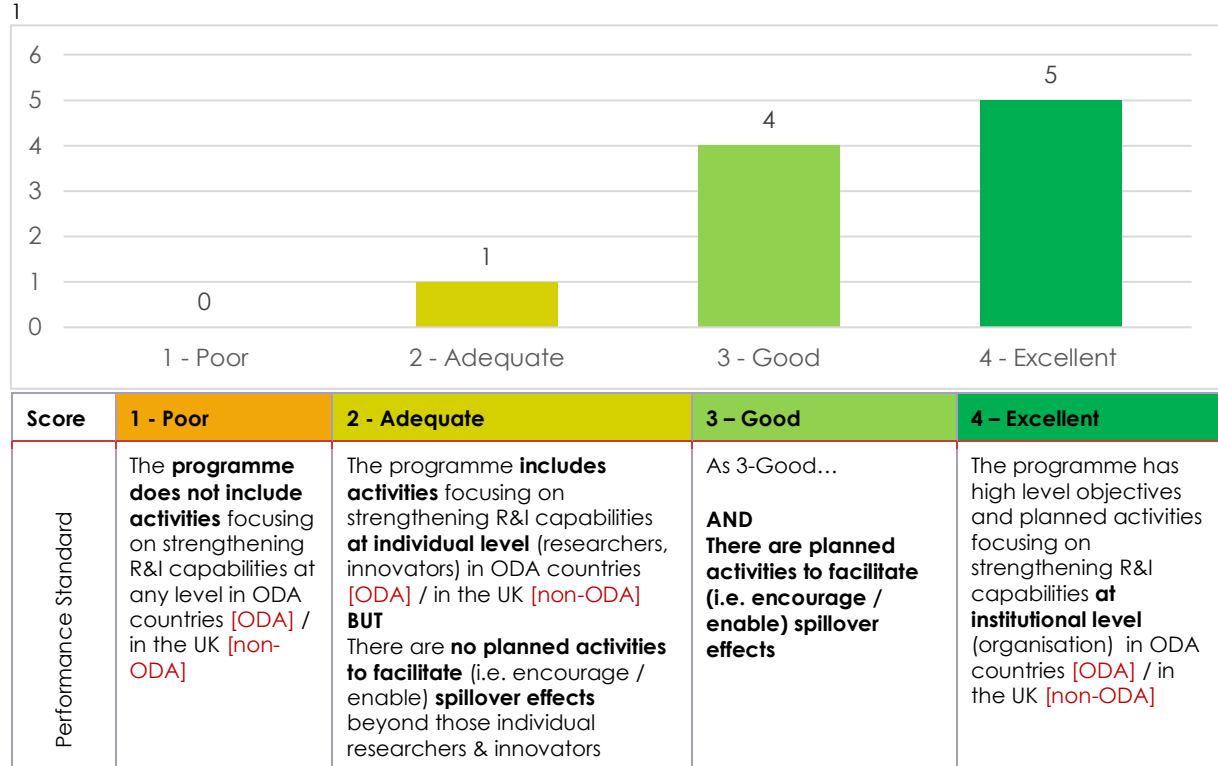 1
6
5
4
3
2
1
0
0
1
4
5
1 - Poor
2 - Adequate
3 - Good
4 - Excellent
Score
1 - Poor
2 - Adequate
3 – Good
4 – Excellent
Performance Standard
The programme
does not include
activities focusing
on strengthening
R&I capabilities at
any level in ODA
countries [ODA] /
in the UK [non-
ODA]
The programme includes
activities focusing on
strengthening R&I capabilities
at individual level (researchers,
innovators) in ODA countries
[ODA] / in the UK [non-ODA]
BUT
There are no planned activities
to facilitate (i.e. encourage /
enable) spillover effects
beyond those individual
researchers & innovators
As 3-Good…
AND
There are planned
activities to facilitate
(i.e. encourage /
enable) spillover
effects
The programme has
high level objectives
and planned activities
focusing on
strengthening R&I
capabilities at
institutional level
(organisation) in ODA
countries [ODA] / in
the UK [non-ODA]